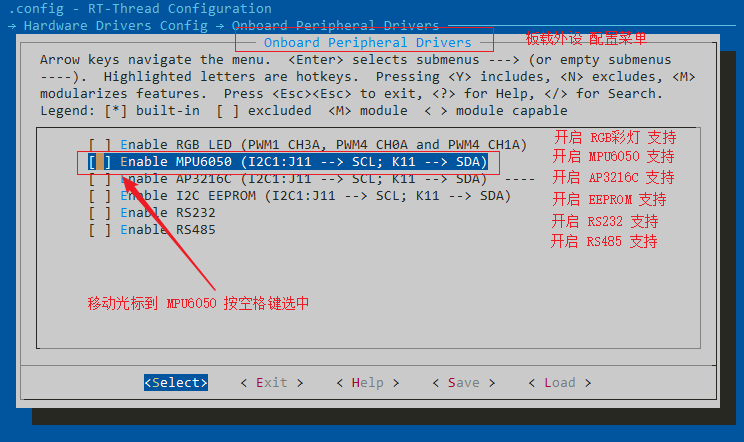 .config - RT-Thread Configuration
→ Hardware Drivers Config → Onboard Peripheral Drivers
Onboard Peripheral Drivers
板载外设 配置菜单
Arrow keys navigate the menu. <Enter> selects submenus ---> (or empty submenus
----). Highlighted letters are hotkeys. Pressing <Y> includes, <N> excludes, <M>
modularizes features. Press <Esc><Esc> to exit, <?> for Help, </> for Search.
Legend: [*] built-in [ ] excluded <M> module < > module capable
[ ] Enable RGB LED (PWM1 CH3A, PWM4 CH0A and PWM4 CH1A) 开启 RGB彩灯 支持
[ ] Enable MPU6050 (I2C1:J11 --> SCL; K11 --> SDA) 开启 MPU6050 支持
[ ] Enable AP3216C (I2C1:J11 --> SCL; K11 --> SDA) ---- 开启 AP3216C 支持
[ ] Enable I2C EEPROM (I2C1:J11 --> SCL; K11 --> SDA) 开启 EEPROM 支持
[ ] Enable RS232 开启 RS232 支持
[ ] Enable RS485 开启 RS485 支持
移动光标到 MPU6050 按空格键选中
<Select> < Exit > < Help > < Save > < Load >